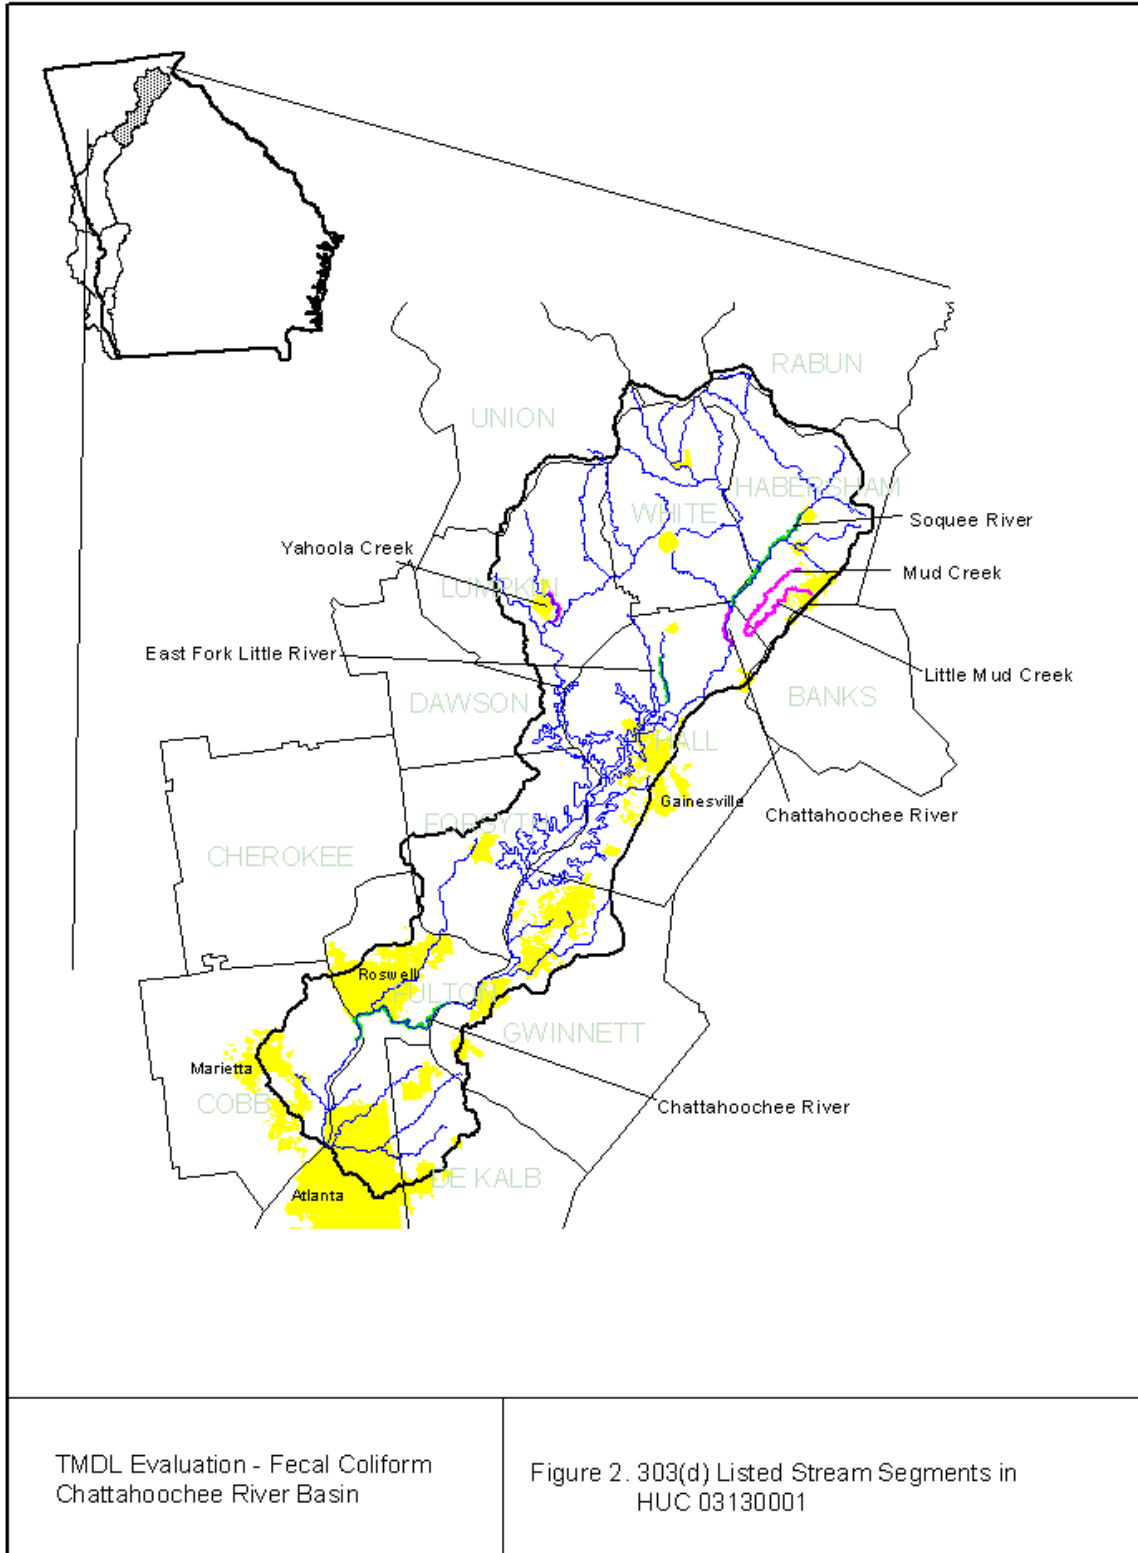 RABUN
UNION
HABERSHAM
WHITE
Soquee River
Yahoola Creek
Mud Creek
LUMPKIN
East Fork Little River
Little Mud Creek
DAWSON
BANKS
HALL
Gainesville
Chattahoochee River
FORSYTH
CHEROKEE
Roswell
FULTON
GWINNETT
Marietta
COBB
Chattahoochee River
DE KALB
Atlanta
TMDL Evaluation - Fecal Coliform
Chattahoochee River Basin
Figure 2. 303(d) Listed Stream Segments in
HUC 03130001